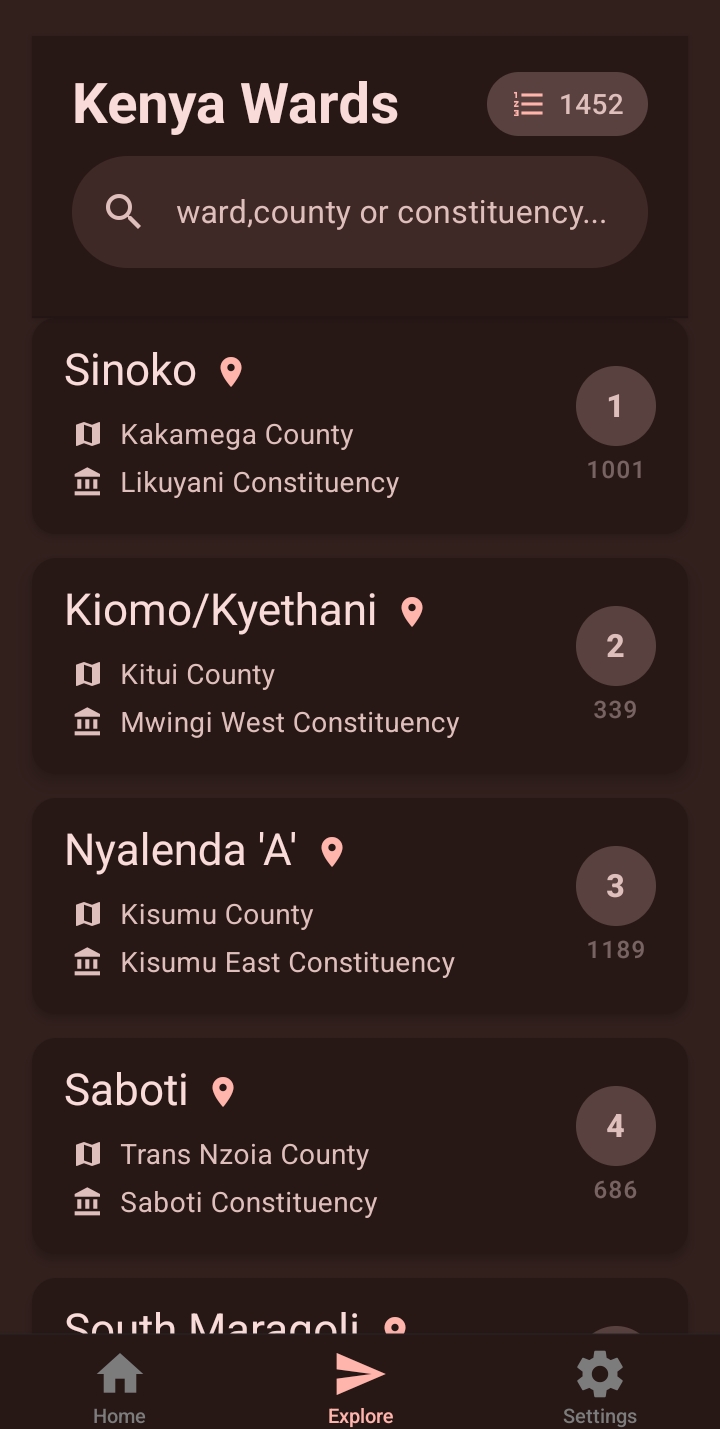 Kenya Wards
1452
ward,county or constituency...
Sinoko
1
Kakamega County
1001
Likuyani Constituency
Kiomo/Kyethani
2
Kitui County
339
Mwingi West Constituency
Nyalenda 'A'
3
Kisumu County
1189
Kisumu East Constituency
Saboti
4
Trans Nzoia County
686
Saboti Constituency
South Maragoli
Home
Explore
Settings